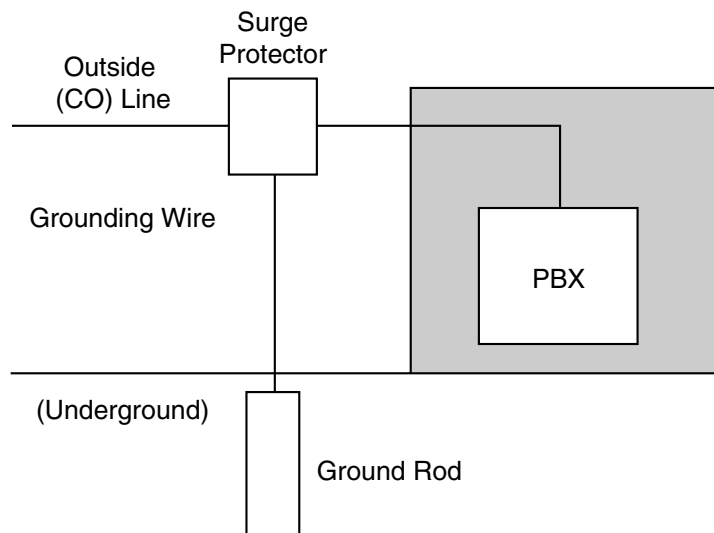 Surge
Protector
Outside
(CO) Line
Grounding Wire
PBX
(Underground)
Ground Rod